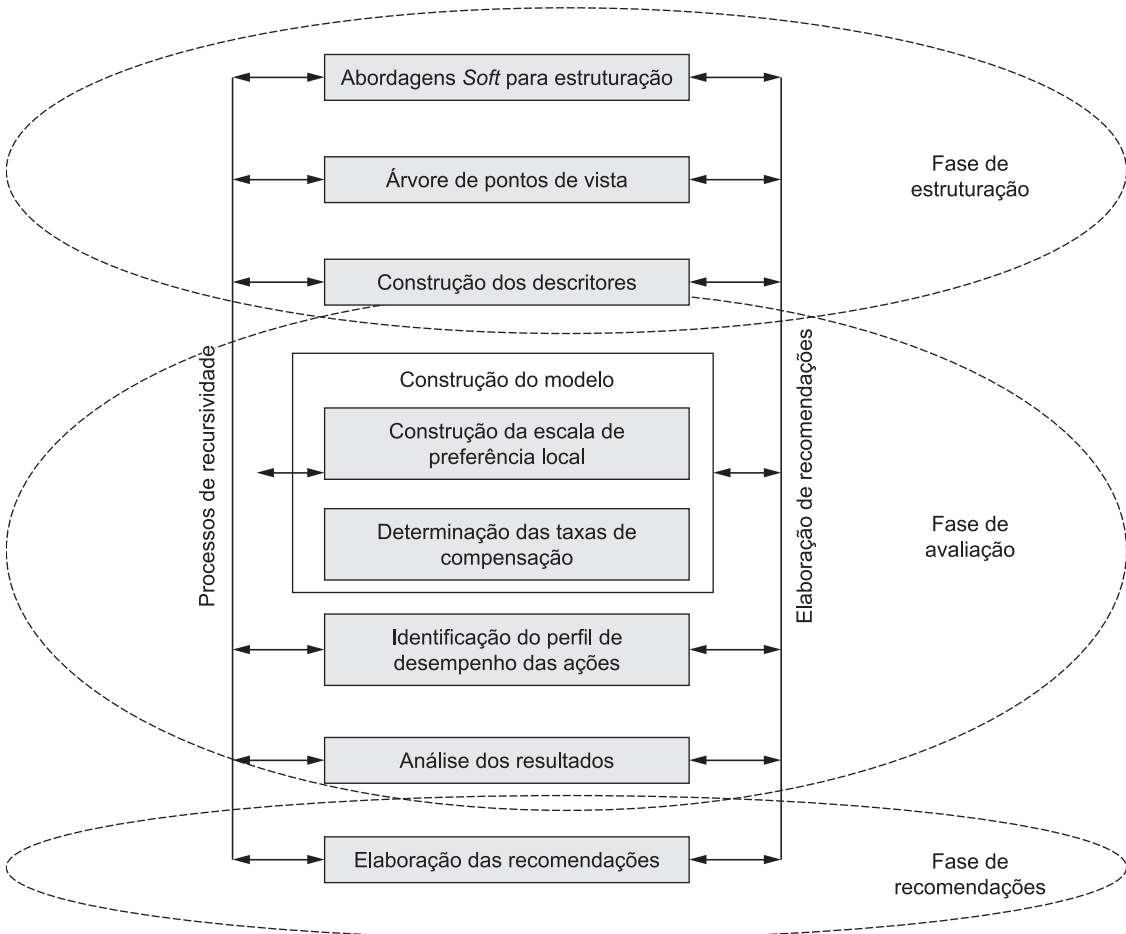 Abordagens Soft para estruturação
Árvore de pontos de vista
Fase de
estruturação
Construção dos descritores
Processos de recursividade
Elaboração de recomendações
Construção do modelo
Construção da escala de
preferência local
Determinação das taxas de
compensação
Fase de
avaliação
Identificação do perfil de
desempenho das ações
Análise dos resultados
Elaboração das recomendações
Fase de
recomendações